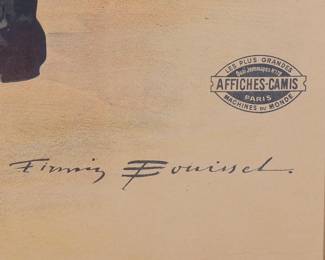 LES PLUS GRANDES
AFFICHES-CAMIS
PARIS
MACHINES DU MONDE
Firmin Bouisset.